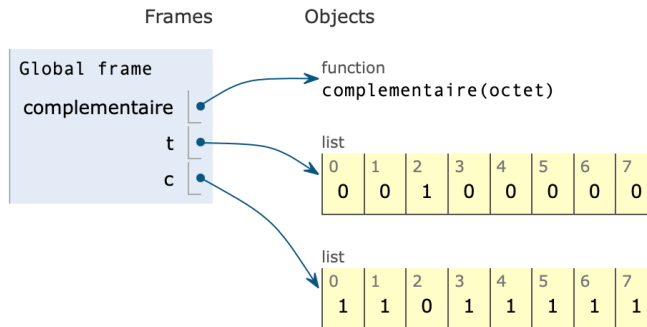 Frames Objects
Global frame
function
complementaire(octet)
complementaire
t
c
list
0 1 2 3 4 5 6 7
0 0 1 0 0 0 0 0
list
0 1 2 3 4 5 6 7
1 1 0 1 1 1 1 1